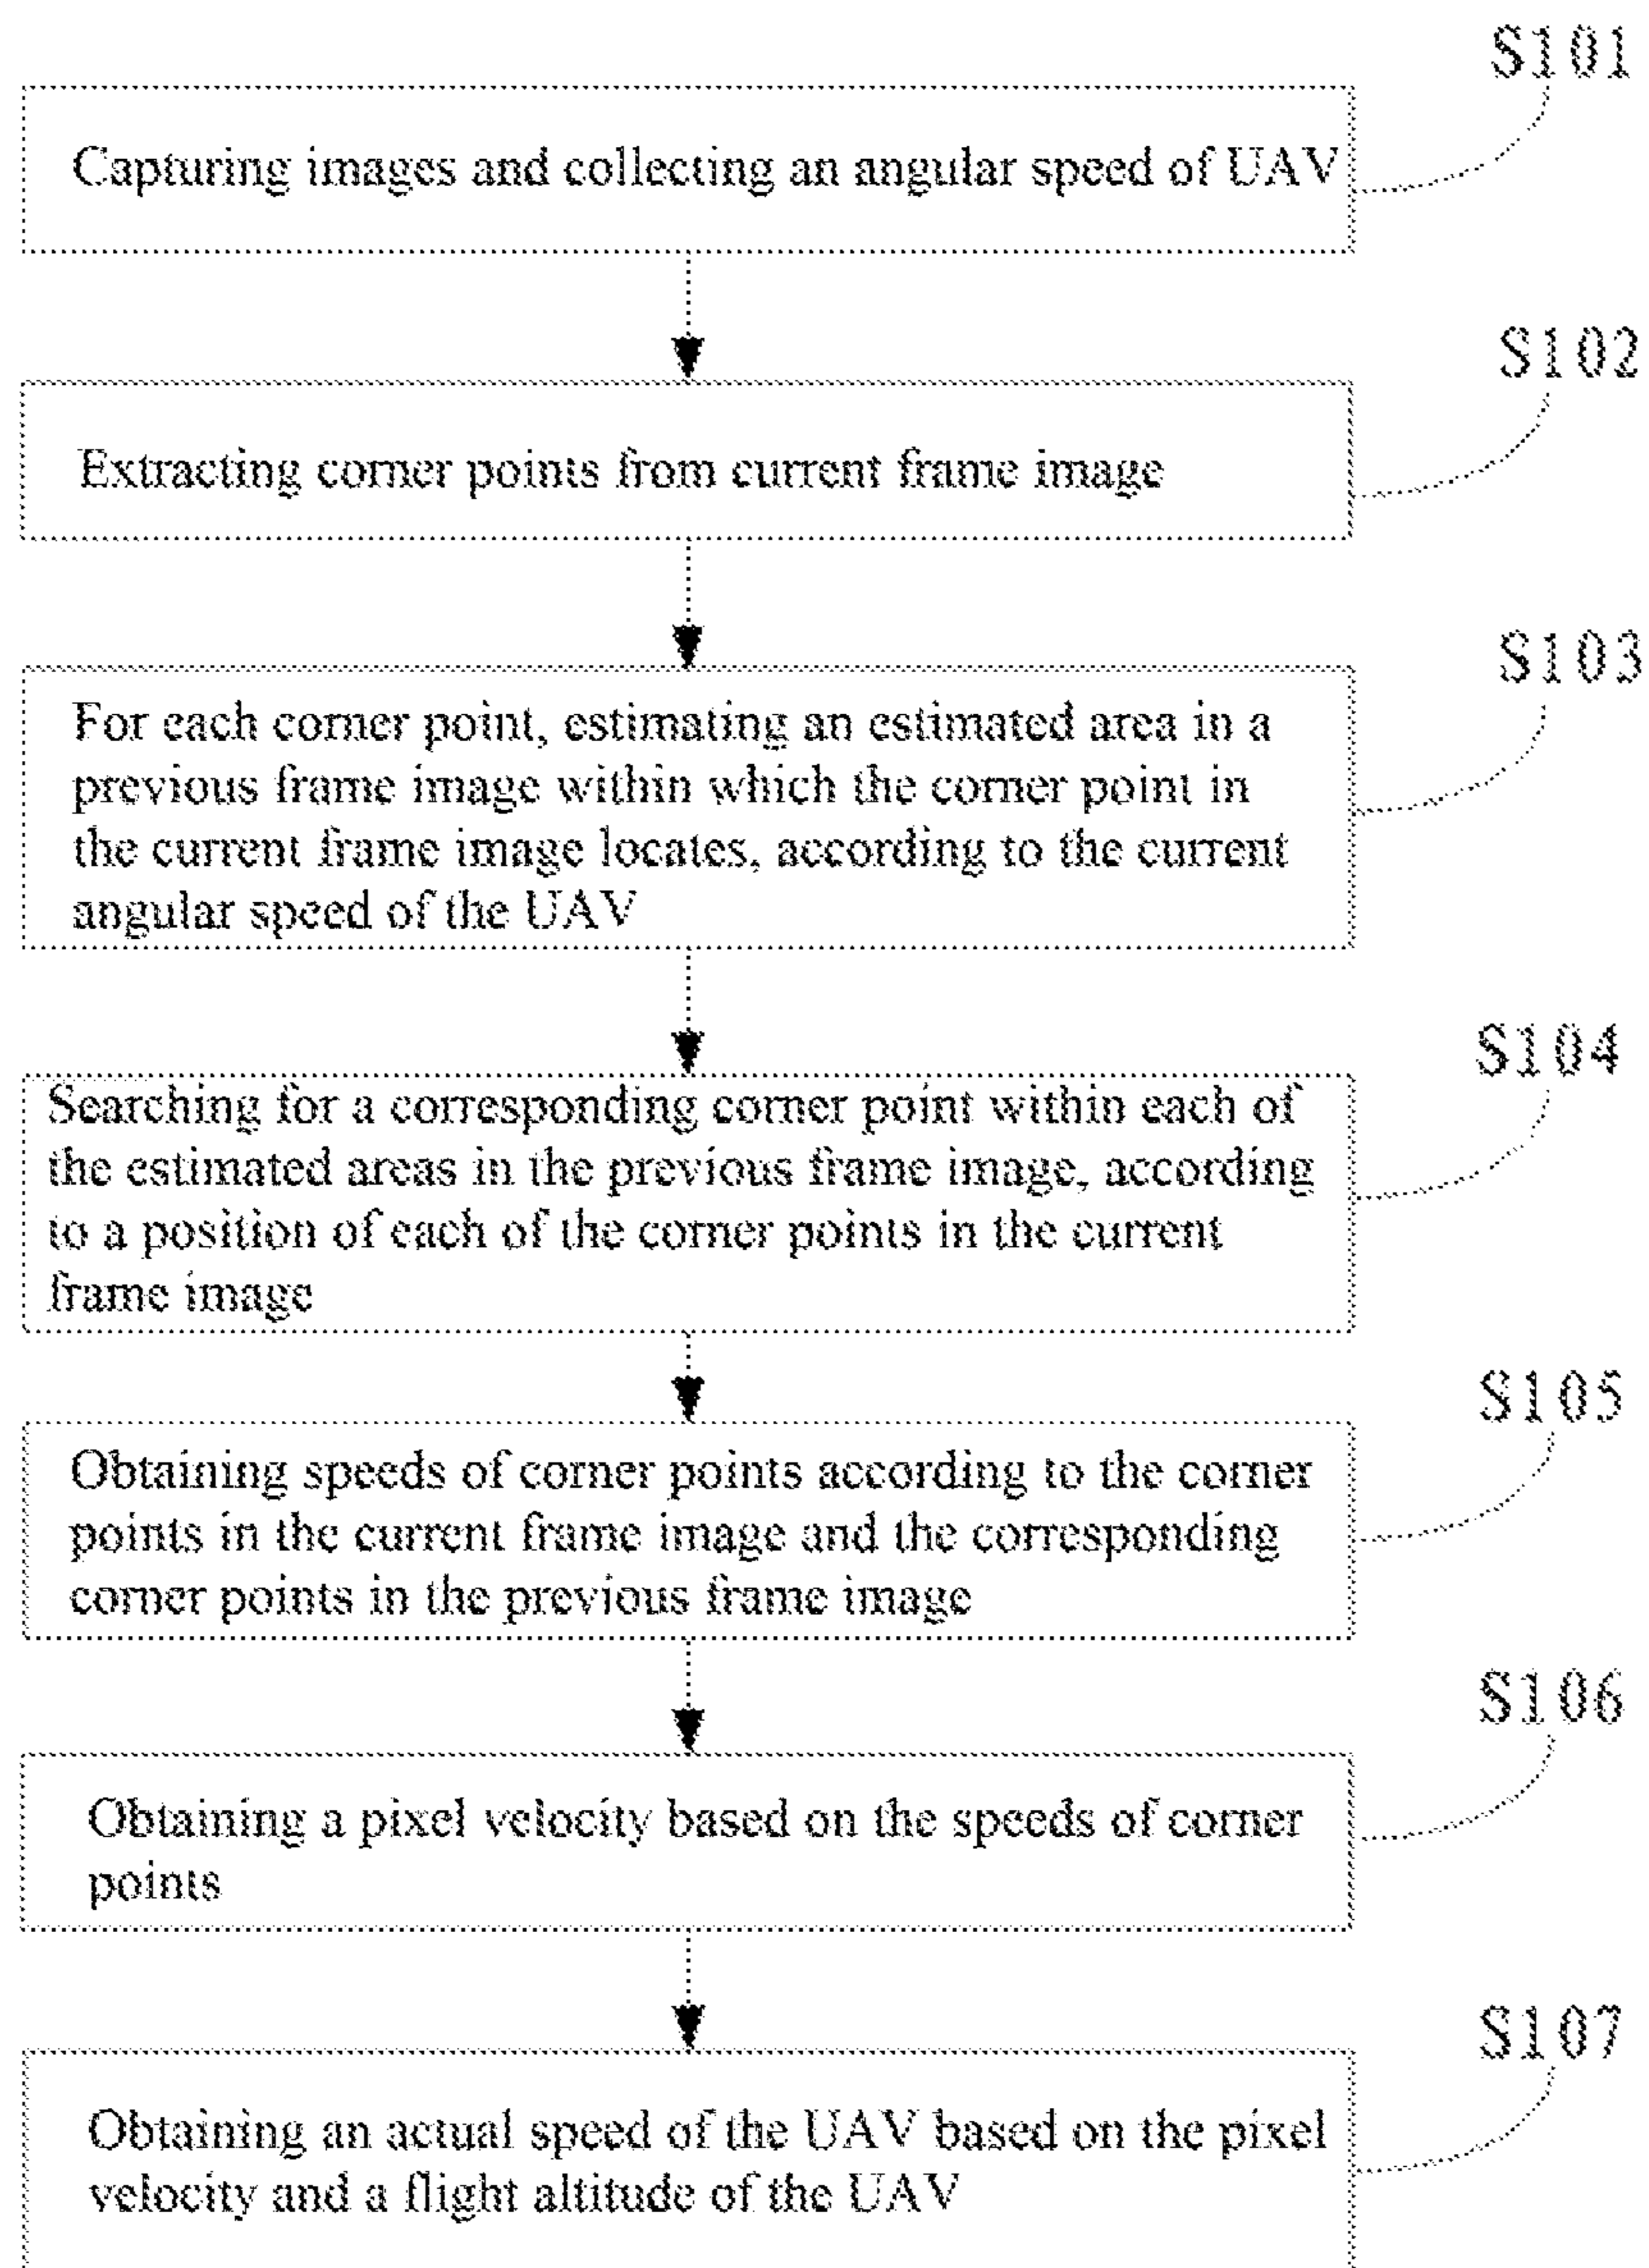 S101
Capturing images and collecting an angular speed of UAV
S102
Extracting corner points from current frame image
S103
For each corner point, estimating an estimated area in a
previous frame image within which the corner point in
the current frame image locates, according to the current
angular speed of the UAV
S104
Searching for a corresponding corner point within each of
the estimated areas in the previous frame image, according
to a position of each of the corner points in the current
frame image
S105
Obtaining speeds of corner points according to the corner
points in the current frame image and the corresponding
corner points in the previous frame image
S106
Obtaining a pixel velocity based on the speeds of corner
points
S107
Obtaining an actual speed of the UAV based on the pixel
velocity and a flight altitude of the UAV